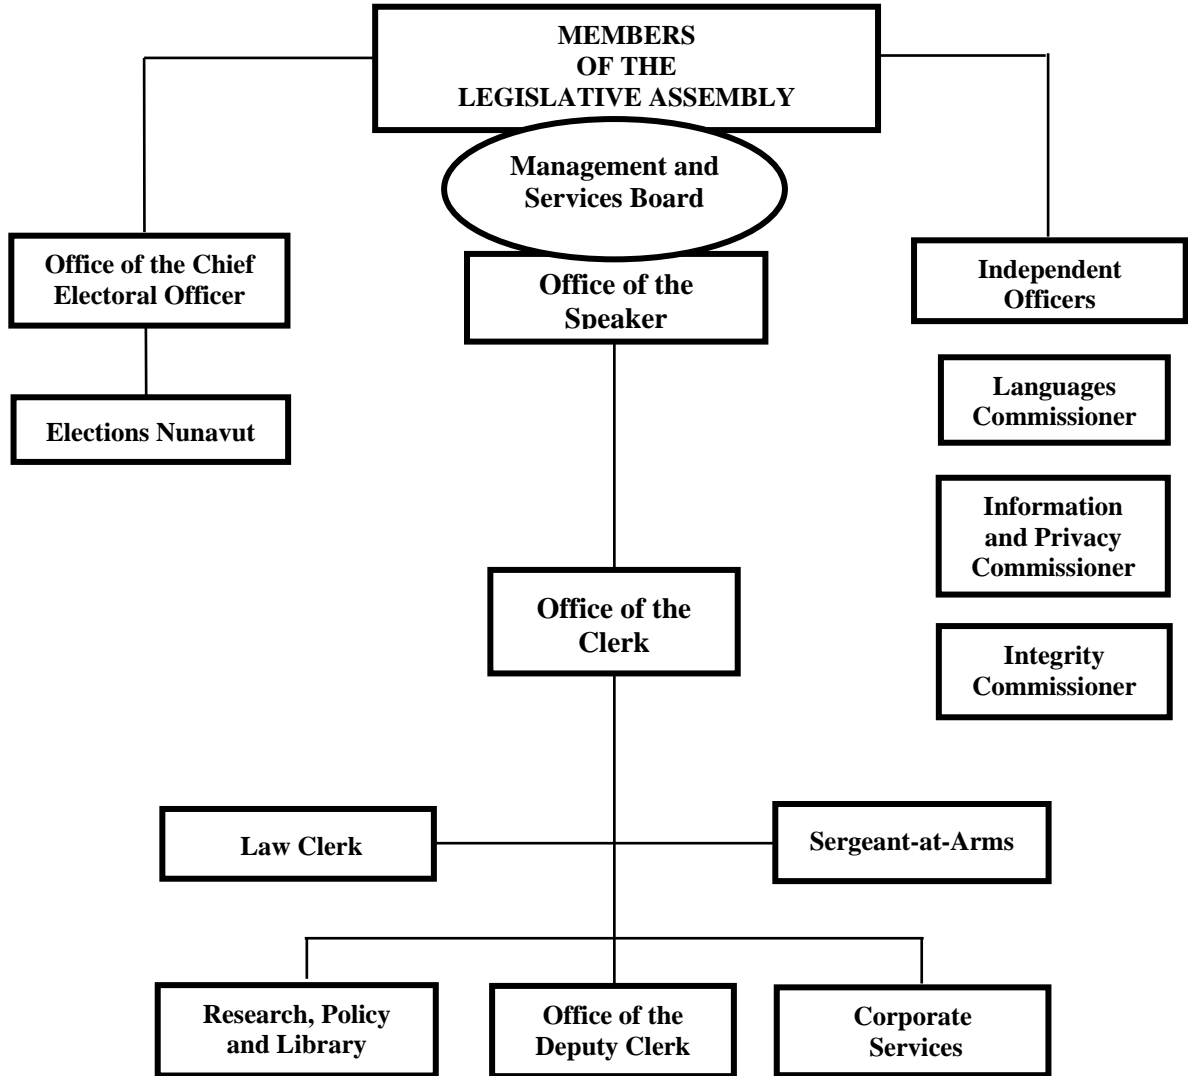 MEMBERS
OF THE
LEGISLATIVE ASSEMBLY
Management and
Services Board
Office of the Chief
Electoral Officer
Office of the
Speaker
Independent
Officers
Elections Nunavut
Languages
Commissioner
Information
and Privacy
Commissioner
Office of the
Clerk
Integrity
Commissioner
Law Clerk
Sergeant-at-Arms
Research, Policy
and Library
Office of the
Deputy Clerk
Corporate
Services